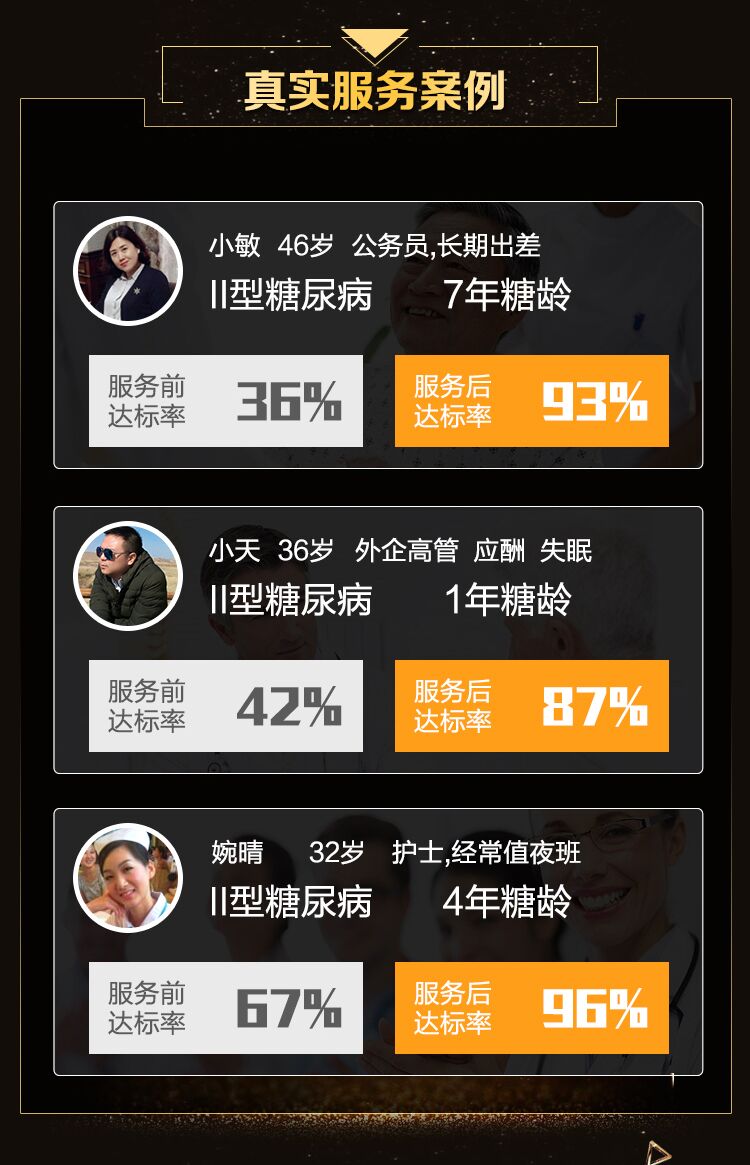 真实服务案例
小敏 46岁 公务员,长期出差
II型糖尿病 7年糖龄
服务前
达标率
36%
服务后
达标率
93%
小天 36岁 外企高管 应酬 失眠
II型糖尿病 1年糖龄
服务前
达标率
42%
服务后
达标率
87%
婉晴 32岁 护士,经常值夜班
II型糖尿病 4年糖龄
服务前
达标率
67%
服务后
达标率
96%